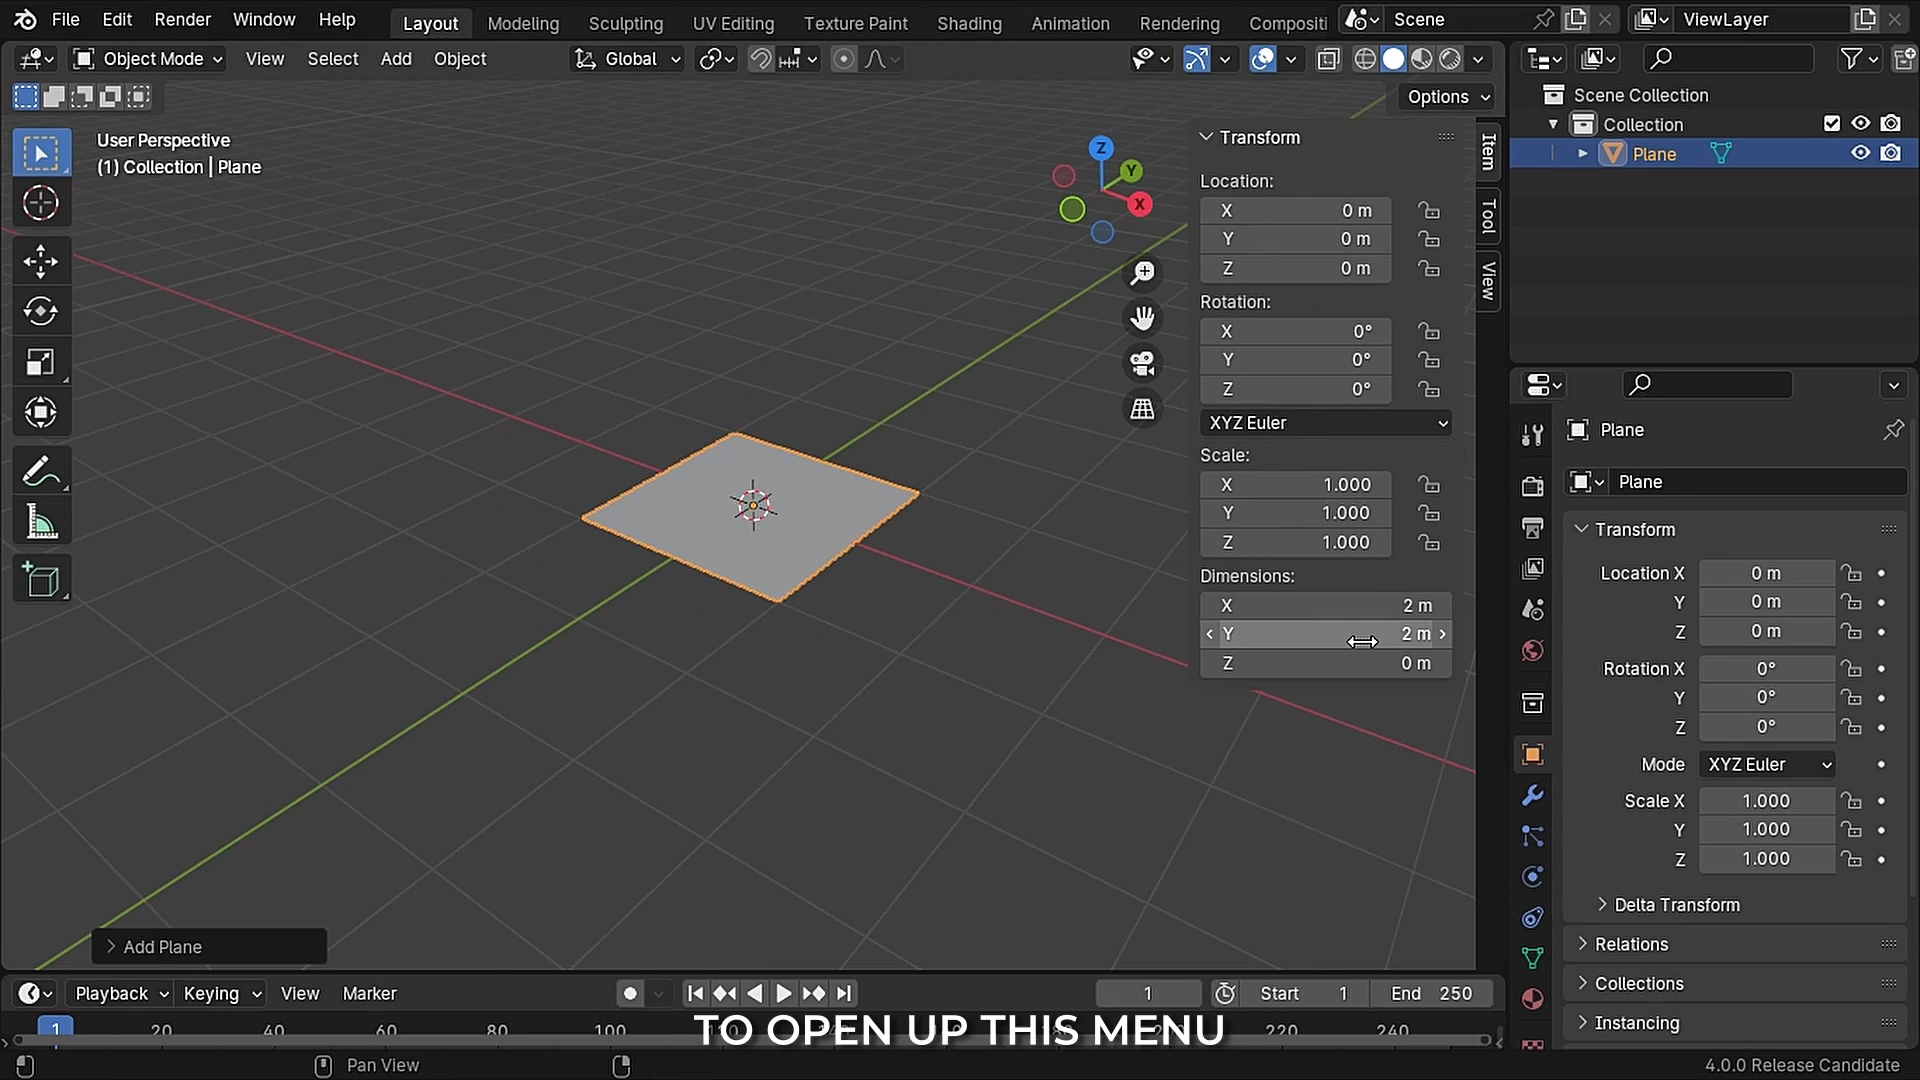 File Edit Render Window Help Layout Modeling Sculpting UV Editing Texture Paint Shading Animation Rendering Compositi Scene ViewLayer
Object Mode View Select Add Object Global
Options
User Perspective
(1) Collection | Plane
Z
Y
X
Transform
Location:
X 0 m
Y 0 m
Z 0 m
Rotation:
X 0°
Y 0°
Z 0°
XYZ Euler
Scale:
X 1.000
Y 1.000
Z 1.000
Dimensions:
X 2 m
Y 2 m
Z 0 m
Item
Tool
View
Scene Collection
Collection
Plane
Plane
Plane
Transform
Location X 0 m
Y 0 m
Z 0 m
Rotation X 0°
Y 0°
Z 0°
Mode XYZ Euler
Scale X 1.000
Y 1.000
Z 1.000
Delta Transform
Relations
Collections
Instancing
Add Plane
Playback Keying View Marker 1 Start 1 End 250
1 20 40 60 80 100 220 240
TO OPEN UP THIS MENU
Pan View 4.0.0 Release Candidate